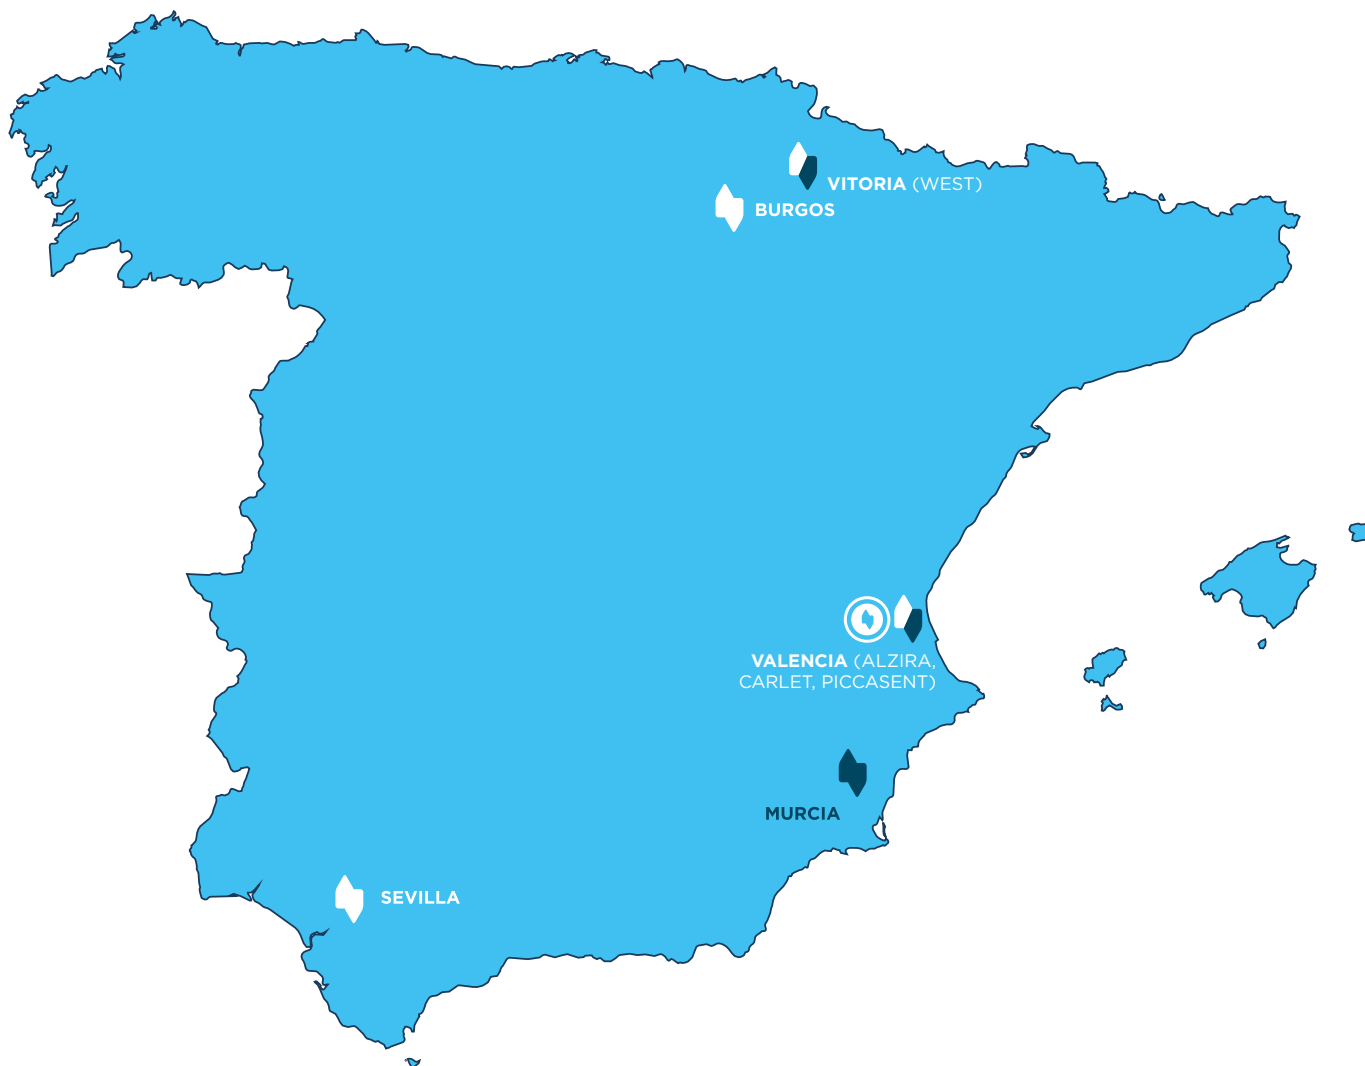 VITORIA (WEST)
BURGOS
VALENCIA (ALZIRA,
CARLET, PICCASENT)
MURCIA
SEVILLA